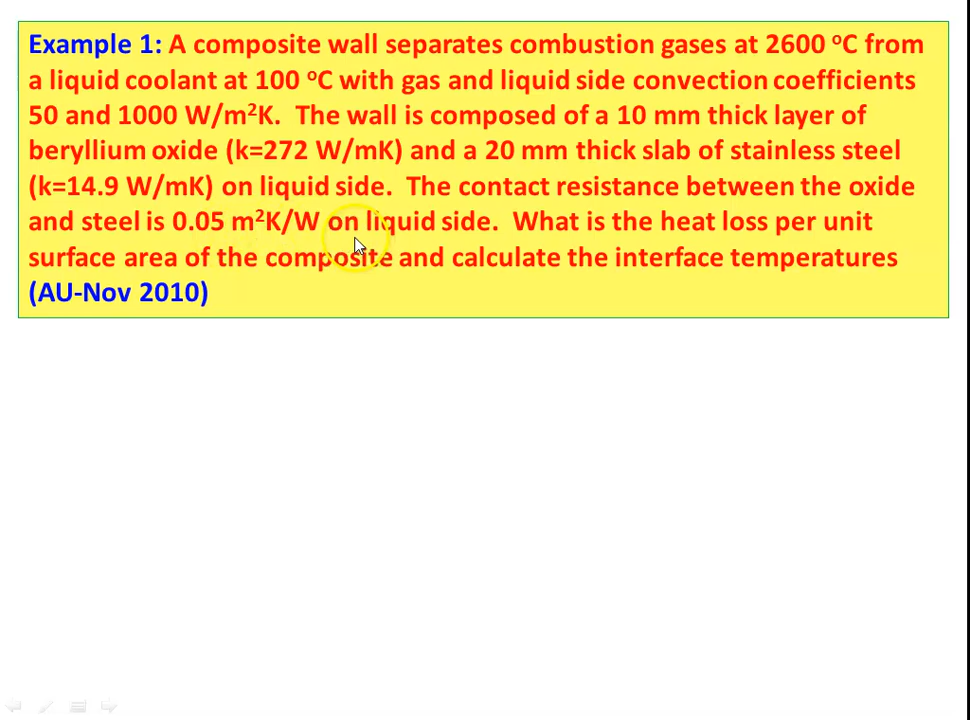 Example 1: A composite wall separates combustion gases at 2600 ºC from
a liquid coolant at 100 ºC with gas and liquid side convection coefficients
50 and 1000 W/m²K. The wall is composed of a 10 mm thick layer of
beryllium oxide (k=272 W/mK) and a 20 mm thick slab of stainless steel
(k=14.9 W/mK) on liquid side. The contact resistance between the oxide
and steel is 0.05 m²K/W on liquid side. What is the heat loss per unit
surface area of the composite and calculate the interface temperatures
(AU-Nov 2010)